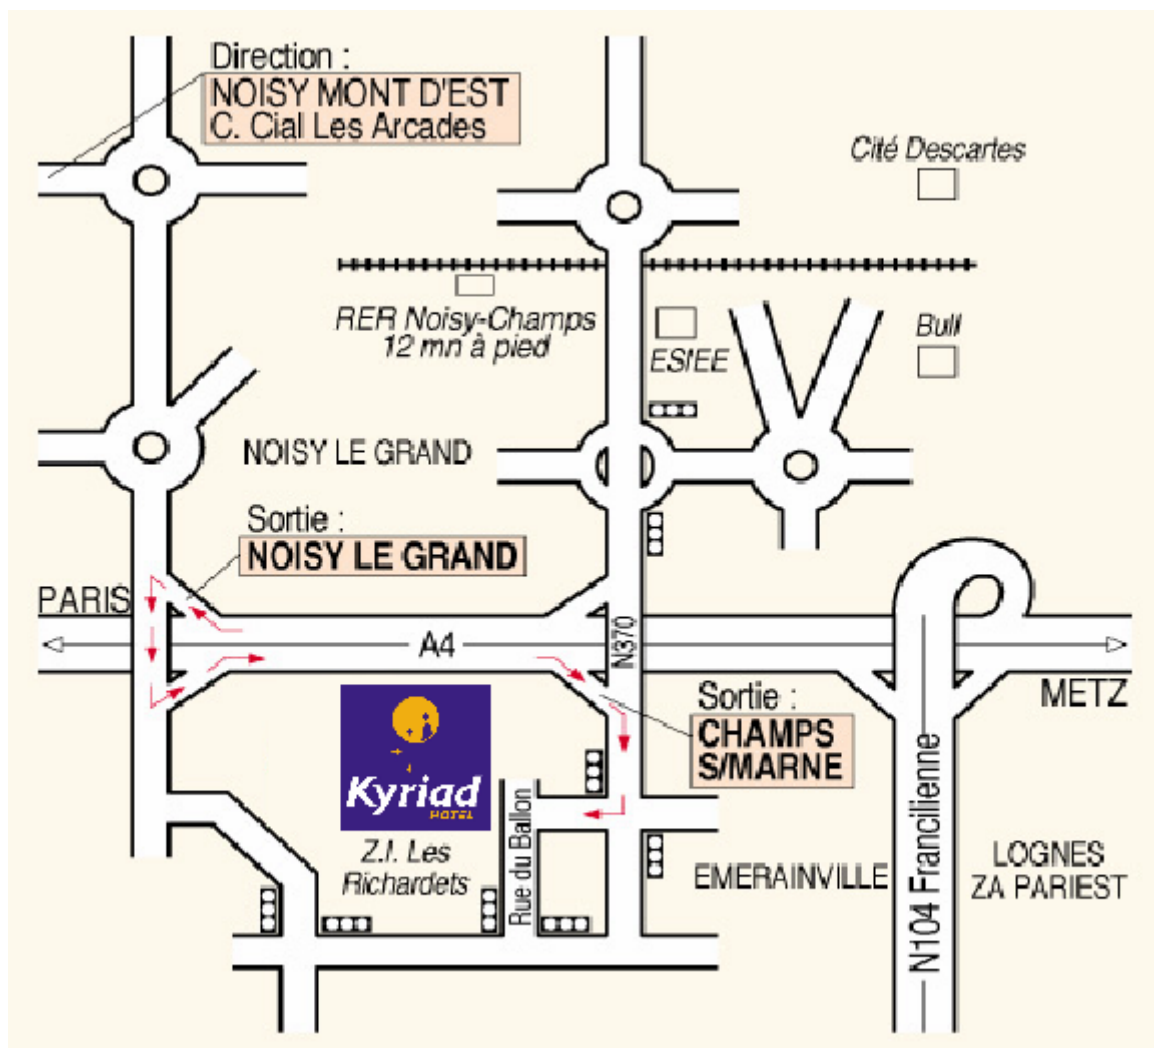 Direction :
NOISY MONT D'EST
C. Cial Les Arcades
Cité Descartes
RER Noisy-Champs
12 mn à pied
ESIEE
Bull
NOISY LE GRAND
Sortie :
NOISY LE GRAND
PARIS
A4
N370
METZ
Sortie :
CHAMPS
S/MARNE
Kyriad
HOTEL
Z.I. Les
Richardets
Rue du Ballon
EMERAINVILLE
N104 Francilienne
LOGNES
ZA PARIEST